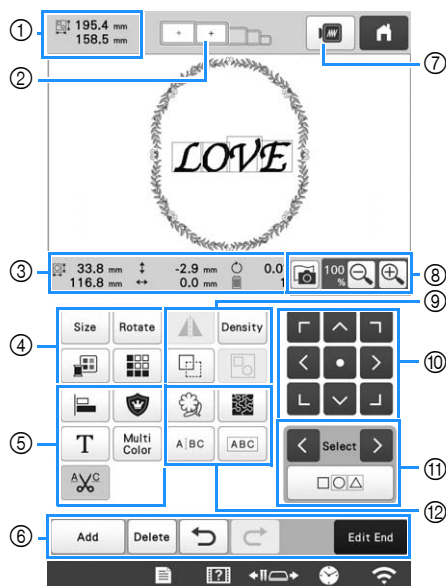 ① 195.4 mm
158.5 mm
②
⑦
LOVE
③ 33.8 mm -2.9 mm 0.0
116.8 mm 0.0 mm 1
100 %
⑧
⑨
④ Size Rotate Density
⑩
⑤ T Multi Color A BC ABC
A C
Select
⑪
⑫
⑥ Add Delete Edit End
?